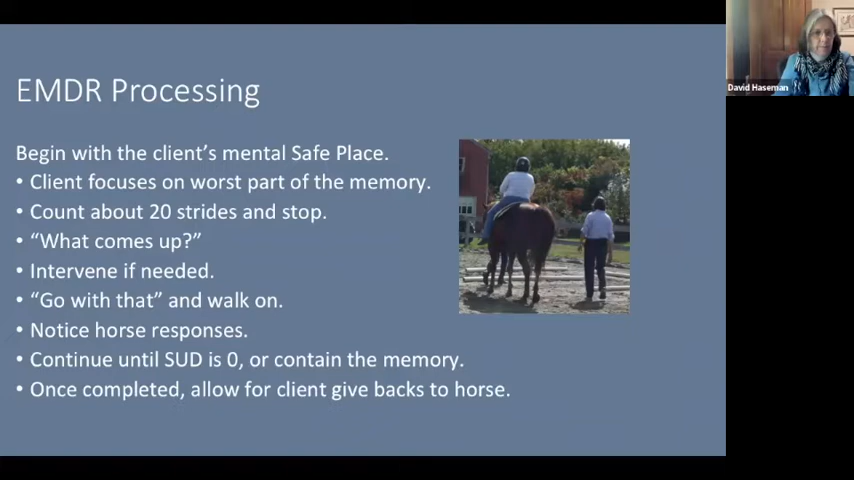 EMDR Processing
Begin with the client's mental Safe Place.
• Client focuses on worst part of the memory.
• Count about 20 strides and stop.
• “What comes up?”
• Intervene if needed.
• “Go with that” and walk on.
• Notice horse responses.
• Continue until SUD is 0, or contain the memory.
• Once completed, allow for client give backs to horse.
David Haseman